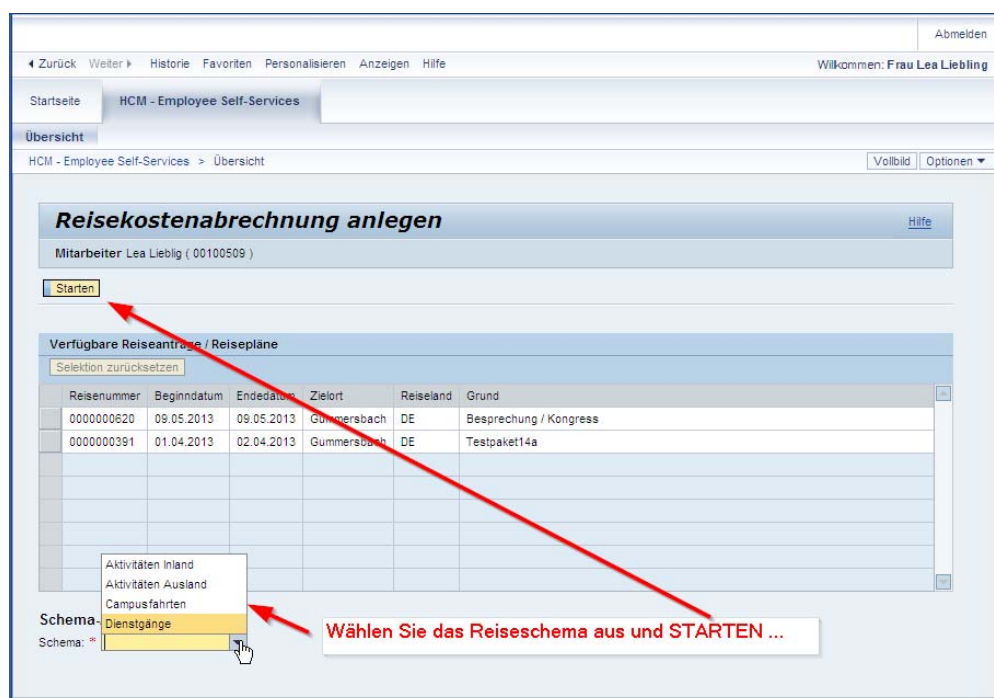 Abmelden
Zurück Weiter Historie Favoriten Personalisieren Anzeigen Hilfe Willkommen: Frau Lea Liebling
Startseite HCM - Employee Self-Services
Übersicht
HCM - Employee Self-Services > Übersicht Vollbild Optionen
Reisekostenabrechnung anlegen Hilfe
Mitarbeiter Lea Lieblig ( 00100509 )
Starten
Verfügbare Reiseanträge / Reisepläne
Selektion zurücksetzen
Reisenummer Beginndatum Endedatum Zielort Reiseland Grund
0000000620 09.05.2013 09.05.2013 Gummersbach DE Besprechung / Kongress
0000000391 01.04.2013 02.04.2013 Gummersbach DE Testpaket14a
Aktivitäten Inland
Aktivitäten Ausland
Campusfahrten
Dienstgänge
Schema
Schema: *
Wählen Sie das Reiseschema aus und STARTEN ...